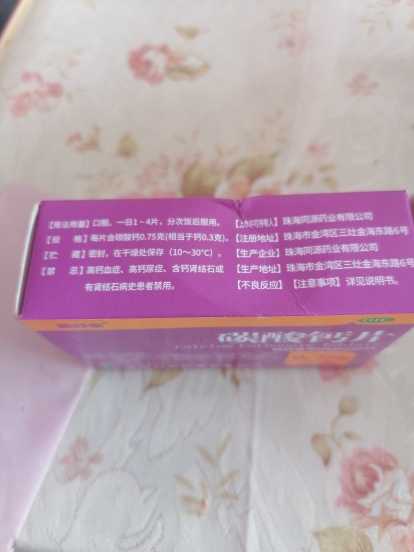 【用法用量】口服。一日1~4片，分次饭后服用。
【规　　格】每片含碳酸钙0.75克(相当于钙0.3克)。
【贮　　藏】密封，在干燥处保存（10~30℃）。
【禁　　忌】高钙血症、高钙尿症、含钙肾结石或
有肾结石病史患者禁用。
【上市许可持有人】珠海同源药业有限公司
【注册地址】珠海市金湾区三灶金海东路6号
【生产企业】珠海同源药业有限公司
【生产地址】珠海市金湾区三灶金海东路6号
【不良反应】【注意事项】详见说明书。
碳酸钙片
OTC